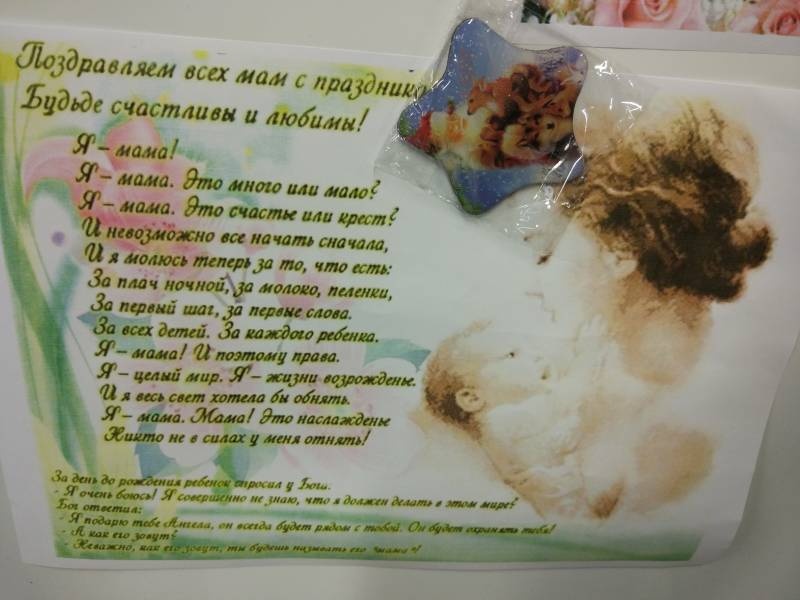 Поздравляем всех мам с праздником
Будьде счастливы и любимы!
Я – мама!
Я – мама. Это много или мало?
Я – мама. Это счастье или крест?
И невозможно все начать сначала,
И я молюсь теперь за то, что есть:
За плач ночной, за молоко, пеленки,
За первый шаг, за первые слова.
За всех детей. За каждого ребенка.
Я – мама! И поэтому права.
Я – целый мир. Я – жизни возрожденье.
И я весь свет хотела бы обнять.
Я – мама. Мама! Это наслажденье
Никто не в силах у меня отнять!
За день до рождения ребенок спросил у Бога.
- Я очень боюсь! Я совершенно не знаю, что я должен делать в этом мире?
Бог ответил:
- Я подарю тебе Ангела, он всегда будет рядом с тобой. Он будет охранять тебя!
- А как его зовут?
- Неважно, как его зовут, ты будешь называть его "мама"!